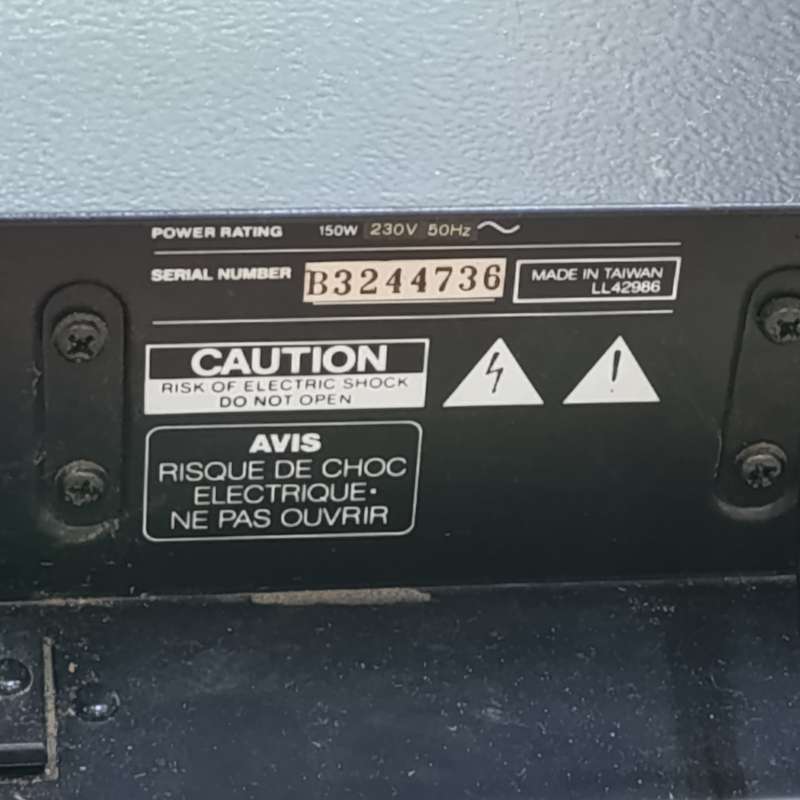 POWER RATING 150W 230V 50Hz ~
SERIAL NUMBER B3244736
MADE IN TAIWAN
LL42986
CAUTION
RISK OF ELECTRIC SHOCK
DO NOT OPEN
AVIS
RISQUE DE CHOC
ELECTRIQUE·
NE PAS OUVRIR